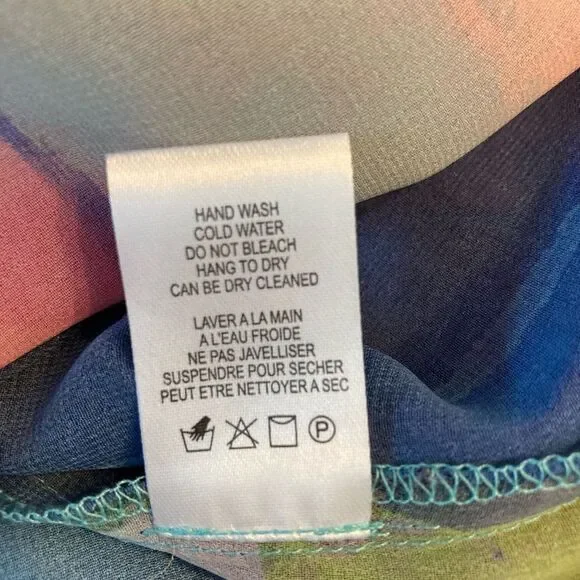 HAND WASH
COLD WATER
DO NOT BLEACH
HANG TO DRY
CAN BE DRY CLEANED
LAVER A LA MAIN
A L'EAU FROIDE
NE PAS JAVELLISER
SUSPENDRE POUR SECHER
PEUT ETRE NETTOYER A SEC
P